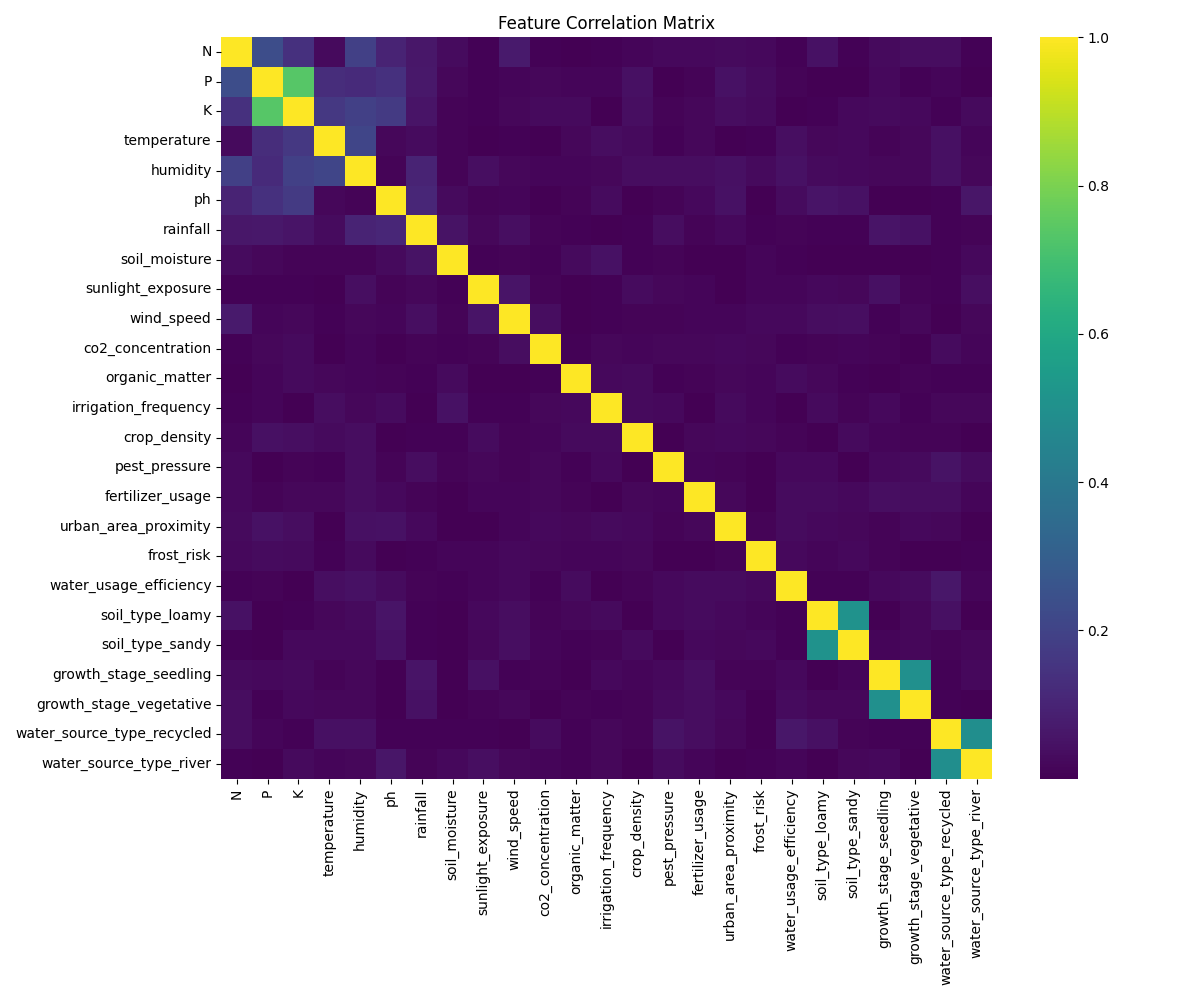 Feature Correlation Matrix
N
P
K
temperature
humidity
ph
rainfall
soil_moisture
sunlight_exposure
wind_speed
co2_concentration
organic_matter
irrigation_frequency
crop_density
pest_pressure
fertilizer_usage
urban_area_proximity
frost_risk
water_usage_efficiency
soil_type_loamy
soil_type_sandy
growth_stage_seedling
growth_stage_vegetative
water_source_type_recycled
water_source_type_river
N
P
K
temperature
humidity
ph
rainfall
soil_moisture
sunlight_exposure
wind_speed
co2_concentration
organic_matter
irrigation_frequency
crop_density
pest_pressure
fertilizer_usage
urban_area_proximity
frost_risk
water_usage_efficiency
soil_type_loamy
soil_type_sandy
growth_stage_seedling
growth_stage_vegetative
water_source_type_recycled
water_source_type_river
1.0
0.8
0.6
0.4
0.2